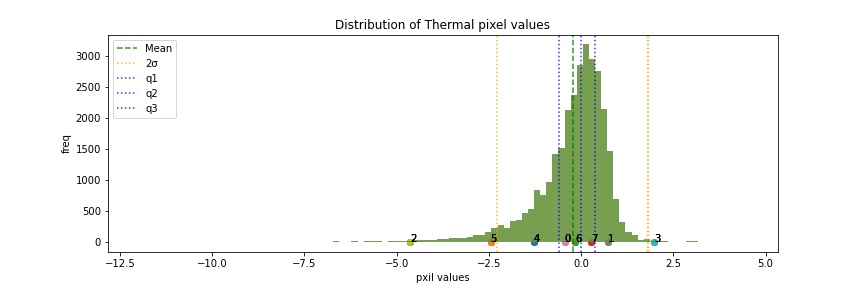 Distribution of Thermal pixel values
Mean
2σ
q1
q2
q3
freq
3000
2500
2000
1500
1000
500
0
2 5 4 0 6 7 1 3
−12.5 −10.0 −7.5 −5.0 −2.5 0.0 2.5 5.0
pxil values